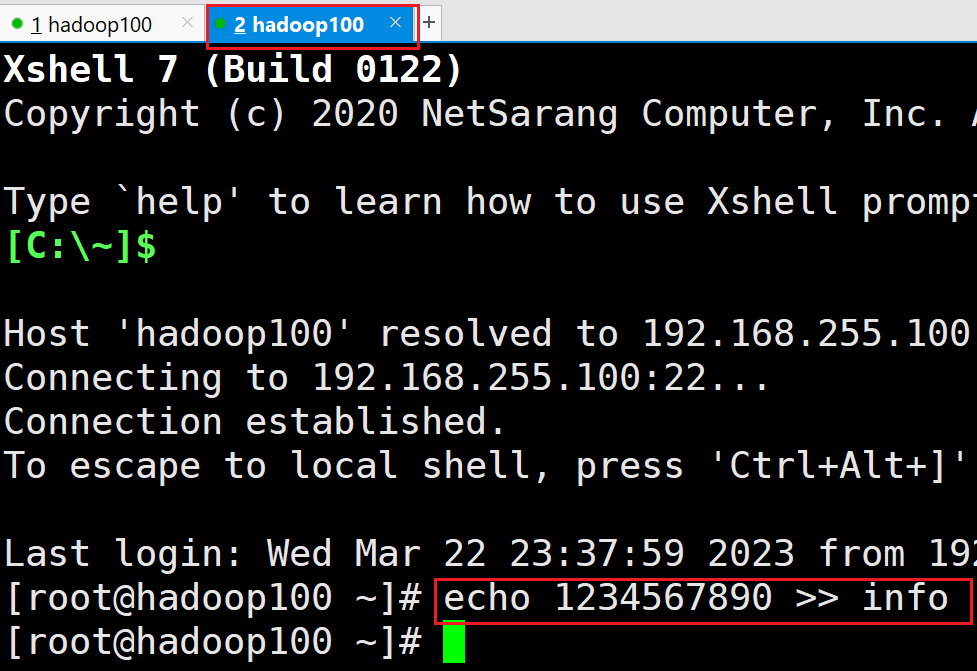 1 hadoop100 × 2 hadoop100 × +
Xshell 7 (Build 0122)
Copyright (c) 2020 NetSarang Computer, Inc.
Type `help' to learn how to use Xshell prompt
[C:\~]$
Host 'hadoop100' resolved to 192.168.255.100
Connecting to 192.168.255.100:22...
Connection established.
To escape to local shell, press 'Ctrl+Alt+]'
Last login: Wed Mar 22 23:37:59 2023 from 192
[root@hadoop100 ~]# echo 1234567890 >> info
[root@hadoop100 ~]#